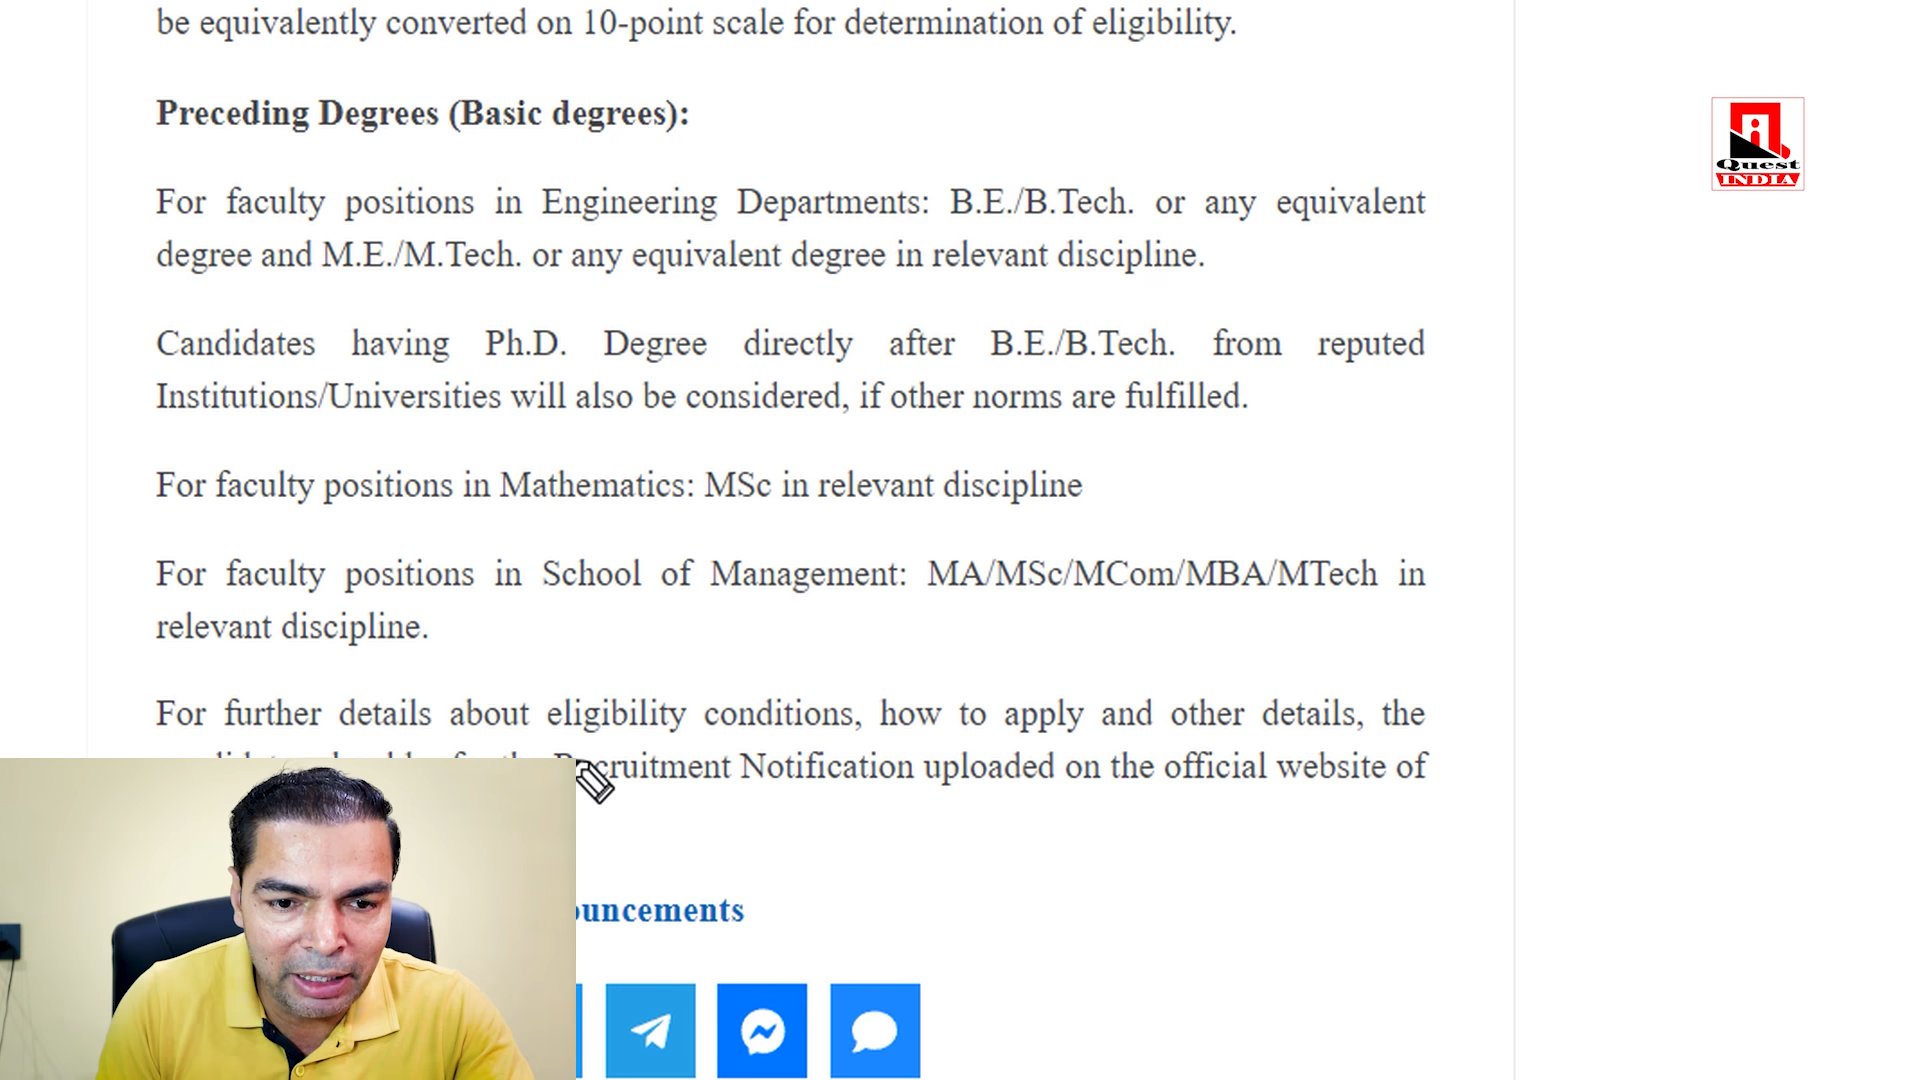 be equivalently converted on 10-point scale for determination of eligibility.
Preceding Degrees (Basic degrees):
For faculty positions in Engineering Departments: B.E./B.Tech. or any equivalent
degree and M.E./M.Tech. or any equivalent degree in relevant discipline.
Candidates having Ph.D. Degree directly after B.E./B.Tech. from reputed
Institutions/Universities will also be considered, if other norms are fulfilled.
For faculty positions in Mathematics: MSc in relevant discipline
For faculty positions in School of Management: MA/MSc/MCom/MBA/MTech in
relevant discipline.
For further details about eligibility conditions, how to apply and other details, the
Recruitment Notification uploaded on the official website of
ouncements
Quest
INDIA